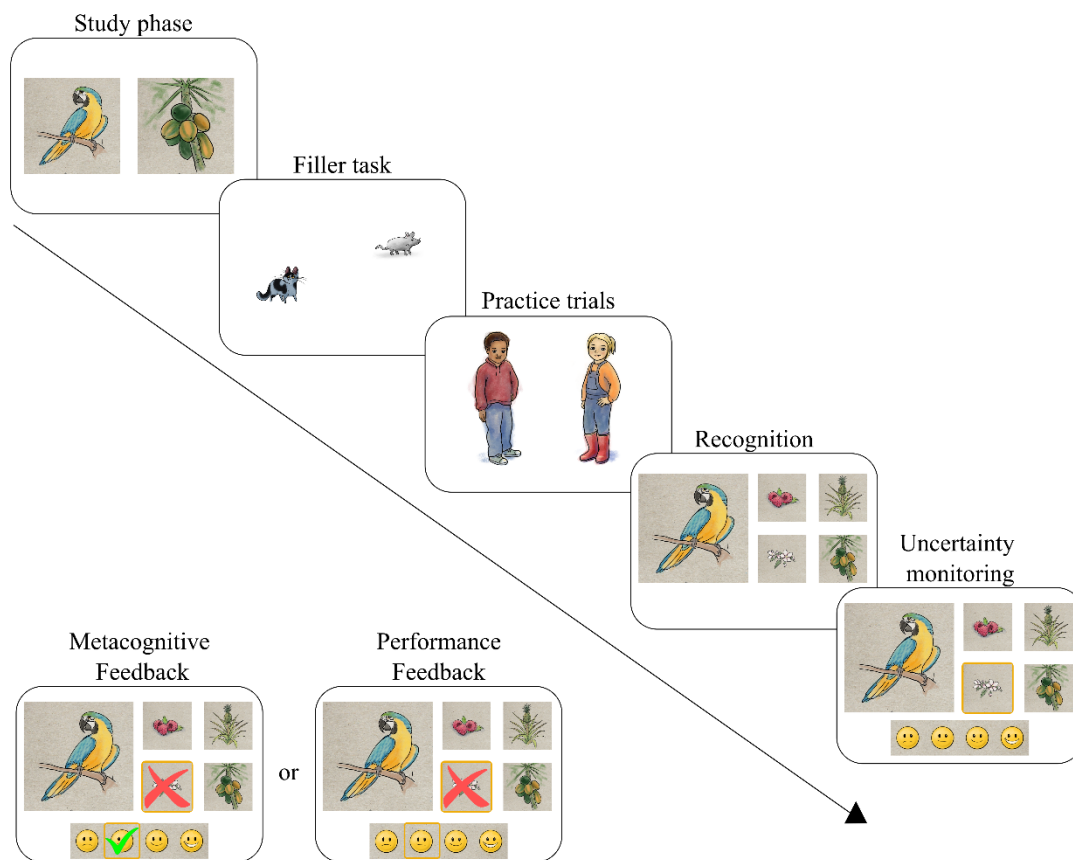 Study phase
Filler task
Practice trials
Recognition
Uncertainty
monitoring
Metacognitive
Feedback
or
Performance
Feedback